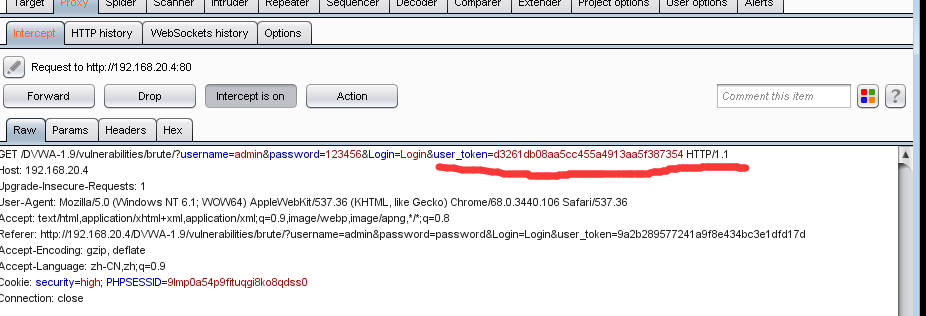 Target Proxy Spider Scanner Intruder Repeater Sequencer Decoder Comparer Extender Project options User options Alerts
Intercept HTTP history WebSockets history Options
Request to http://192.168.20.4:80
Forward Drop Intercept is on Action Comment this item ?
Raw Params Headers Hex
GET /DVWA-1.9/vulnerabilities/brute/?username=admin&password=123456&Login=Login&user_token=d3261db08aa5cc455a4913aa5f387354 HTTP/1.1
Host: 192.168.20.4
Upgrade-Insecure-Requests: 1
User-Agent: Mozilla/5.0 (Windows NT 6.1; WOW64) AppleWebKit/537.36 (KHTML, like Gecko) Chrome/68.0.3440.106 Safari/537.36
Accept: text/html,application/xhtml+xml,application/xml;q=0.9,image/webp,image/apng,*/*;q=0.8
Referer: http://192.168.20.4/DVWA-1.9/vulnerabilities/brute/?username=admin&password=password&Login=Login&user_token=9a2b289577241a9f8e434bc3e1dfd17d
Accept-Encoding: gzip, deflate
Accept-Language: zh-CN,zh;q=0.9
Cookie: security=high; PHPSESSID=9lmp0a54p9fituqgi8ko8qdss0
Connection: close